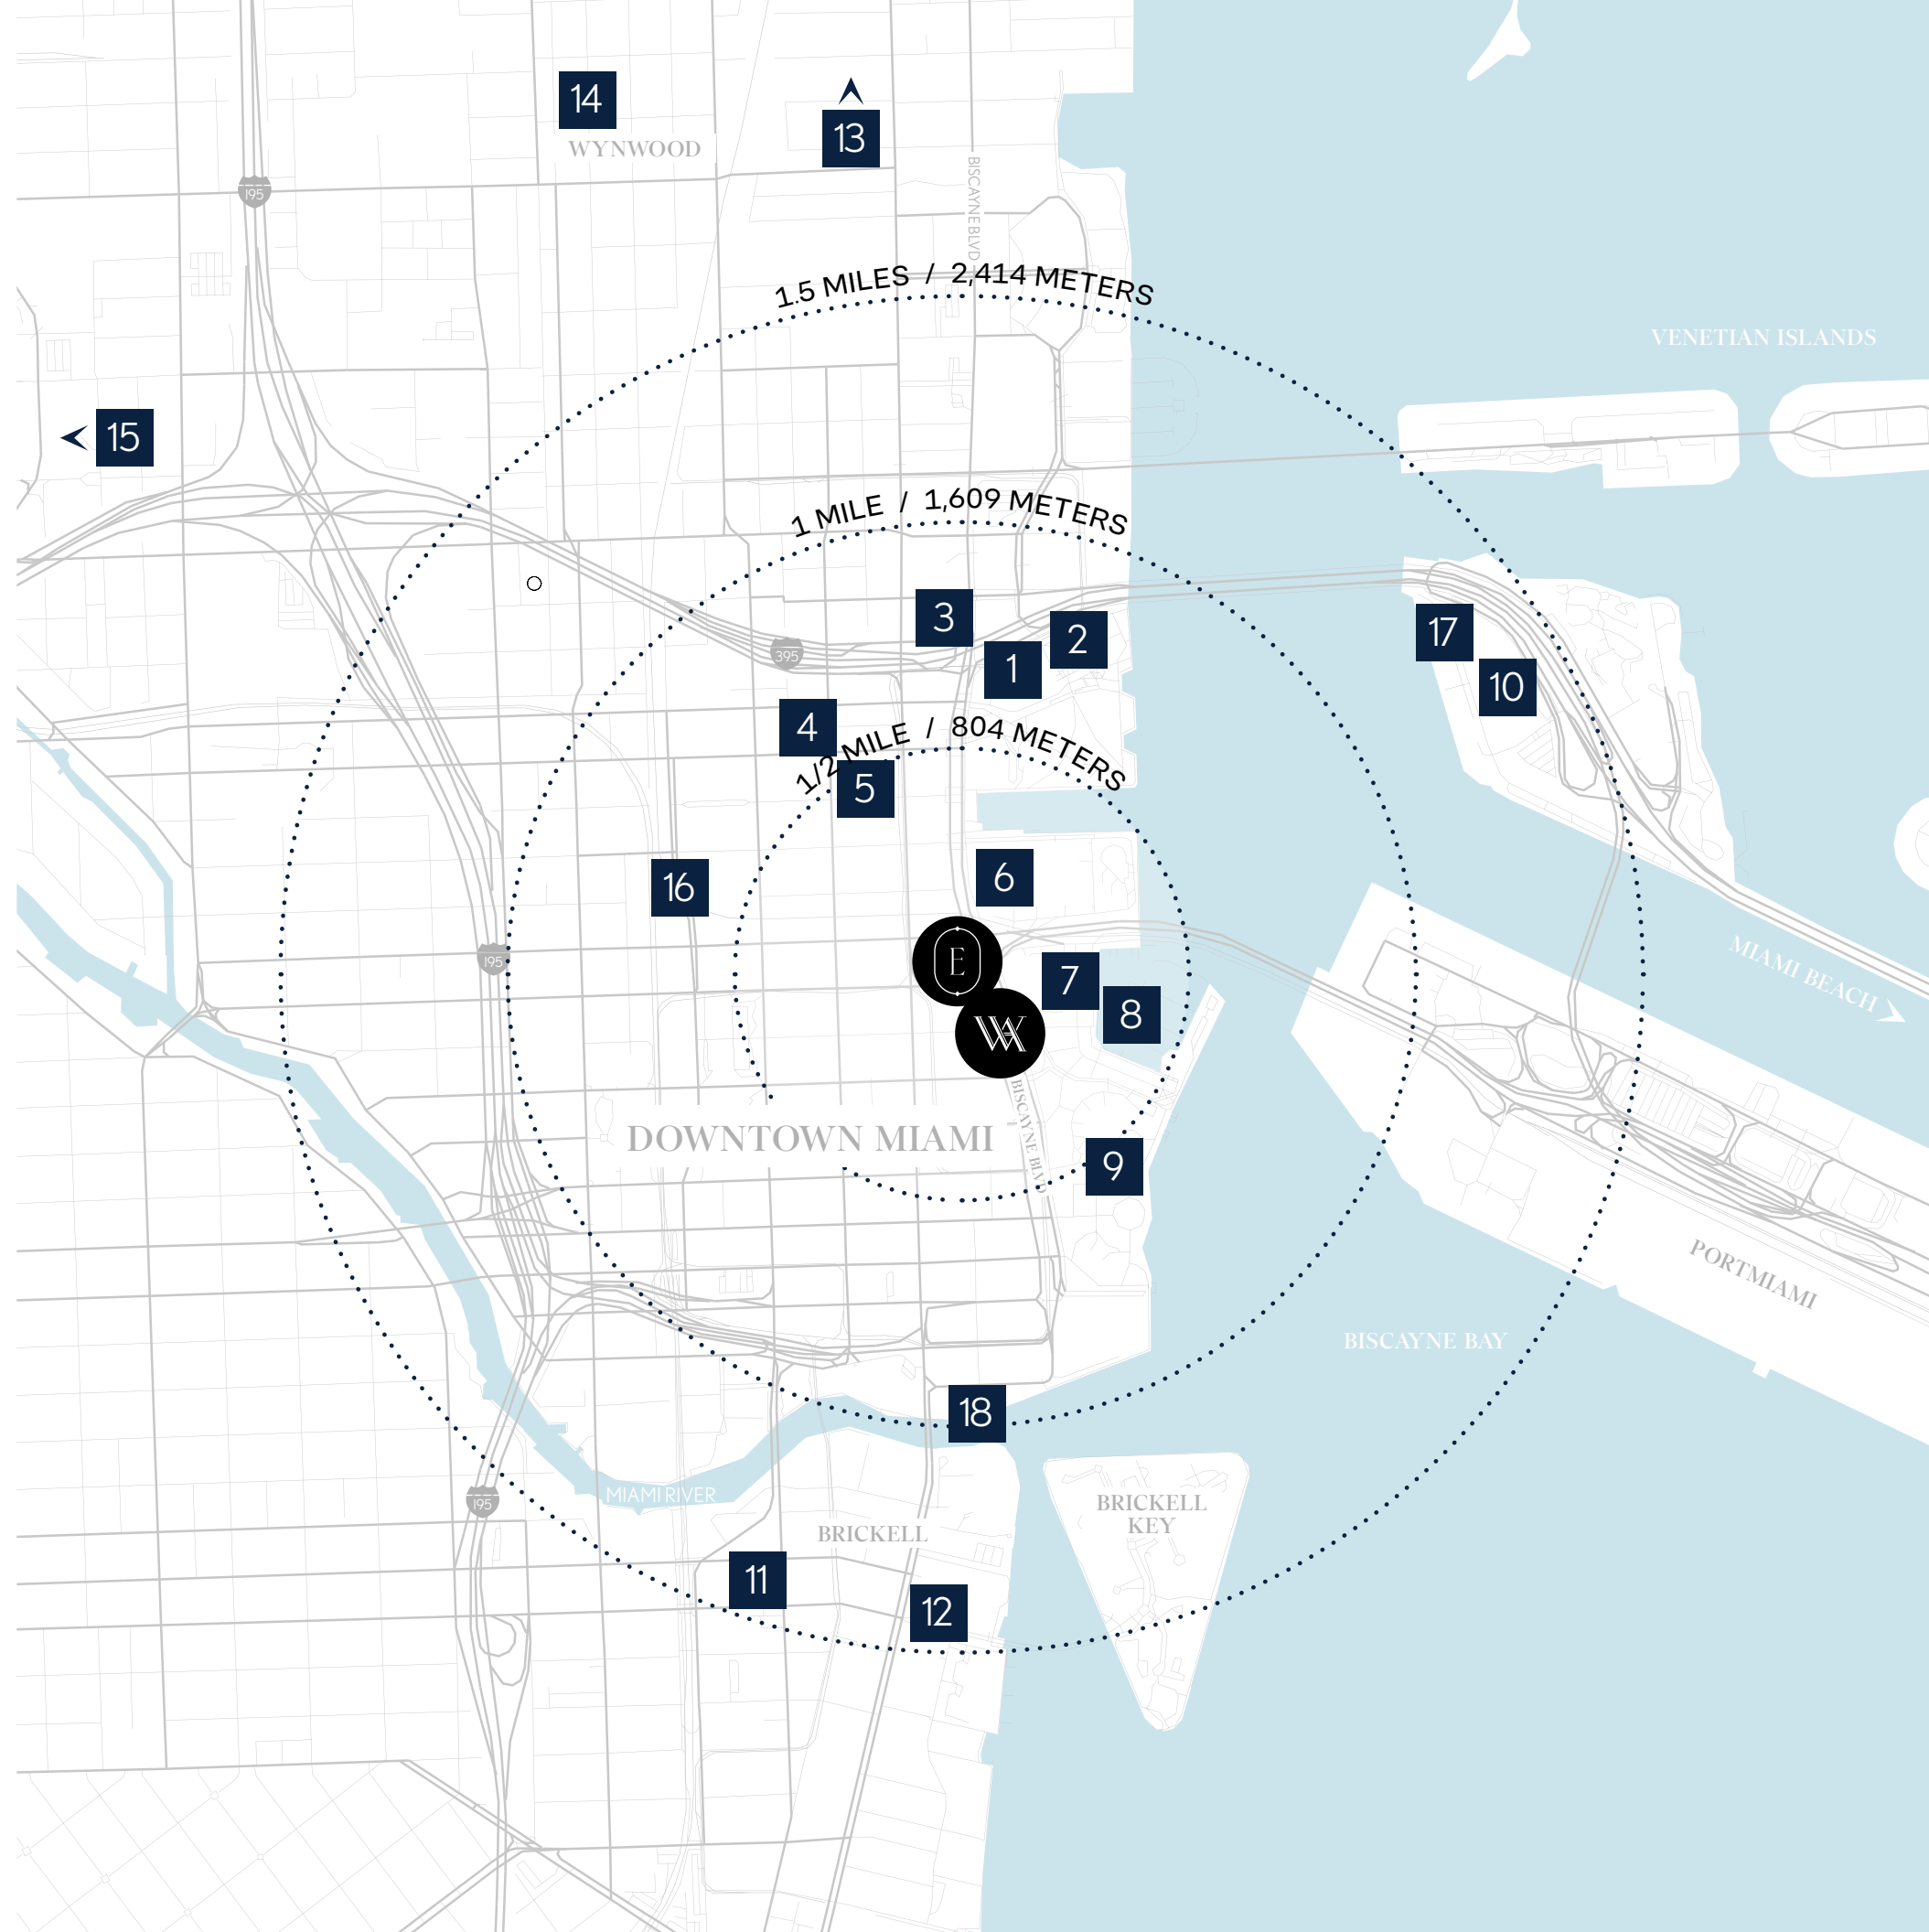 14
WYNWOOD
13
195
BISCAYNE BLVD
1.5 MILES / 2,414 METERS
VENETIAN ISLANDS
15
1 MILE / 1,609 METERS
3
2
1
395
17
10
4
1/2 MILE / 804 METERS
5
16
6
E
195
7
8
WA
MIAMI BEACH
DOWNTOWN MIAMI
BISCAYNE BLVD
9
PORTMIAMI
BISCAYNE BAY
18
195
MIAMI RIVER
BRICKELL
BRICKELL
KEY
11
12